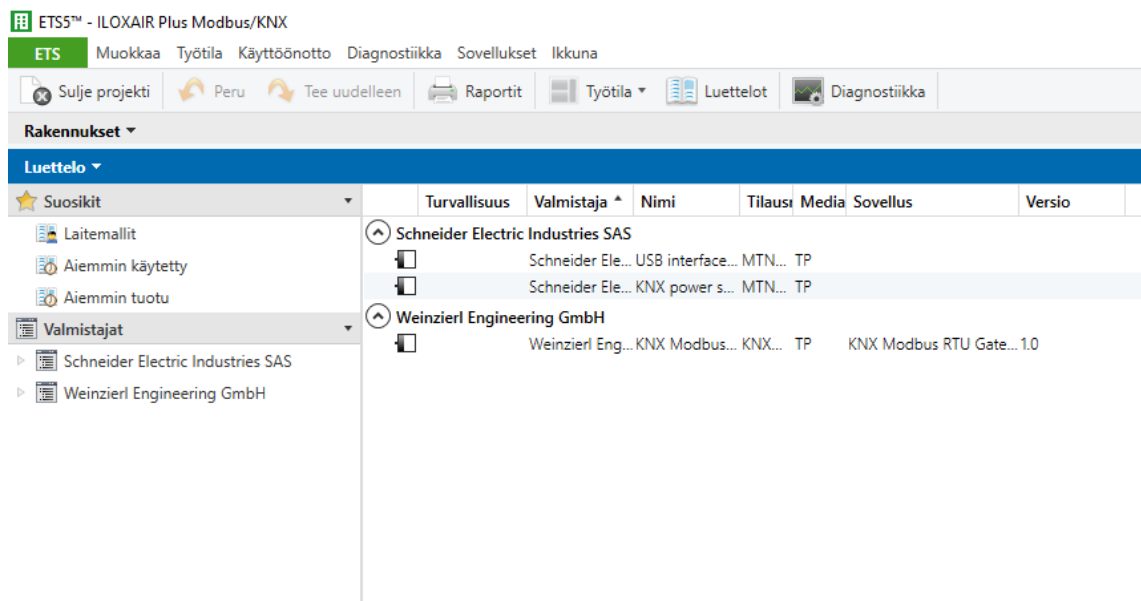 ETS5™ - ILOXAIR Plus Modbus/KNX
ETS Muokkaa Työtila Käyttöönotto Diagnostiikka Sovellukset Ikkuna
Sulje projekti Peru Tee uudelleen Raportit Työtila Luettelot Diagnostiikka
Rakennukset
Luettelo
Suosikit
Laitemallit
Aiemmin käytetty
Aiemmin tuotu
Valmistajat
Schneider Electric Industries SAS
Weinzierl Engineering GmbH
Turvallisuus Valmistaja Nimi Tilausr Media Sovellus Versio
Schneider Electric Industries SAS
Schneider Ele... USB interface... MTN... TP
Schneider Ele... KNX power s... MTN... TP
Weinzierl Engineering GmbH
Weinzierl Eng... KNX Modbus... KNX... TP KNX Modbus RTU Gate... 1.0